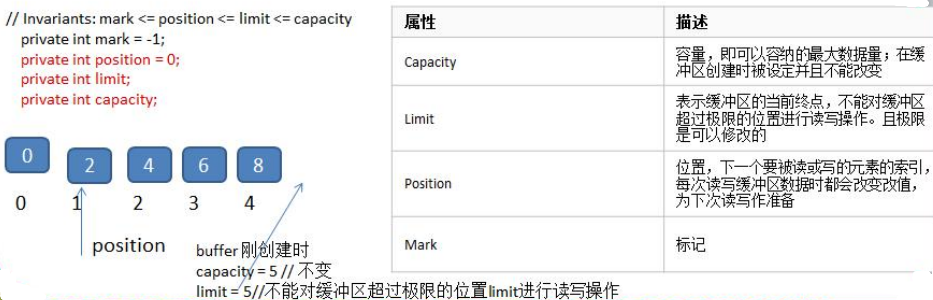 // Invariants: mark <= position <= limit <= capacity
private int mark = -1;
private int position = 0;
private int limit;
private int capacity;
0 2 4 6 8
0 1 2 3 4
position
buffer 刚创建时
capacity = 5 // 不变
limit = 5//不能对缓冲区超过极限的位置limit进行读写操作
属性 描述
Capacity 容量，即可以容纳的最大数据量；在缓
冲区创建时被设定并且不能改变
Limit 表示缓冲区的当前终点，不能对缓冲区
超过极限的位置进行读写操作。且极限
是可以修改的
Position 位置，下一个要被读或写的元素的索引，
每次读写缓冲区数据时都会改变改值，
为下次读写作准备
Mark 标记